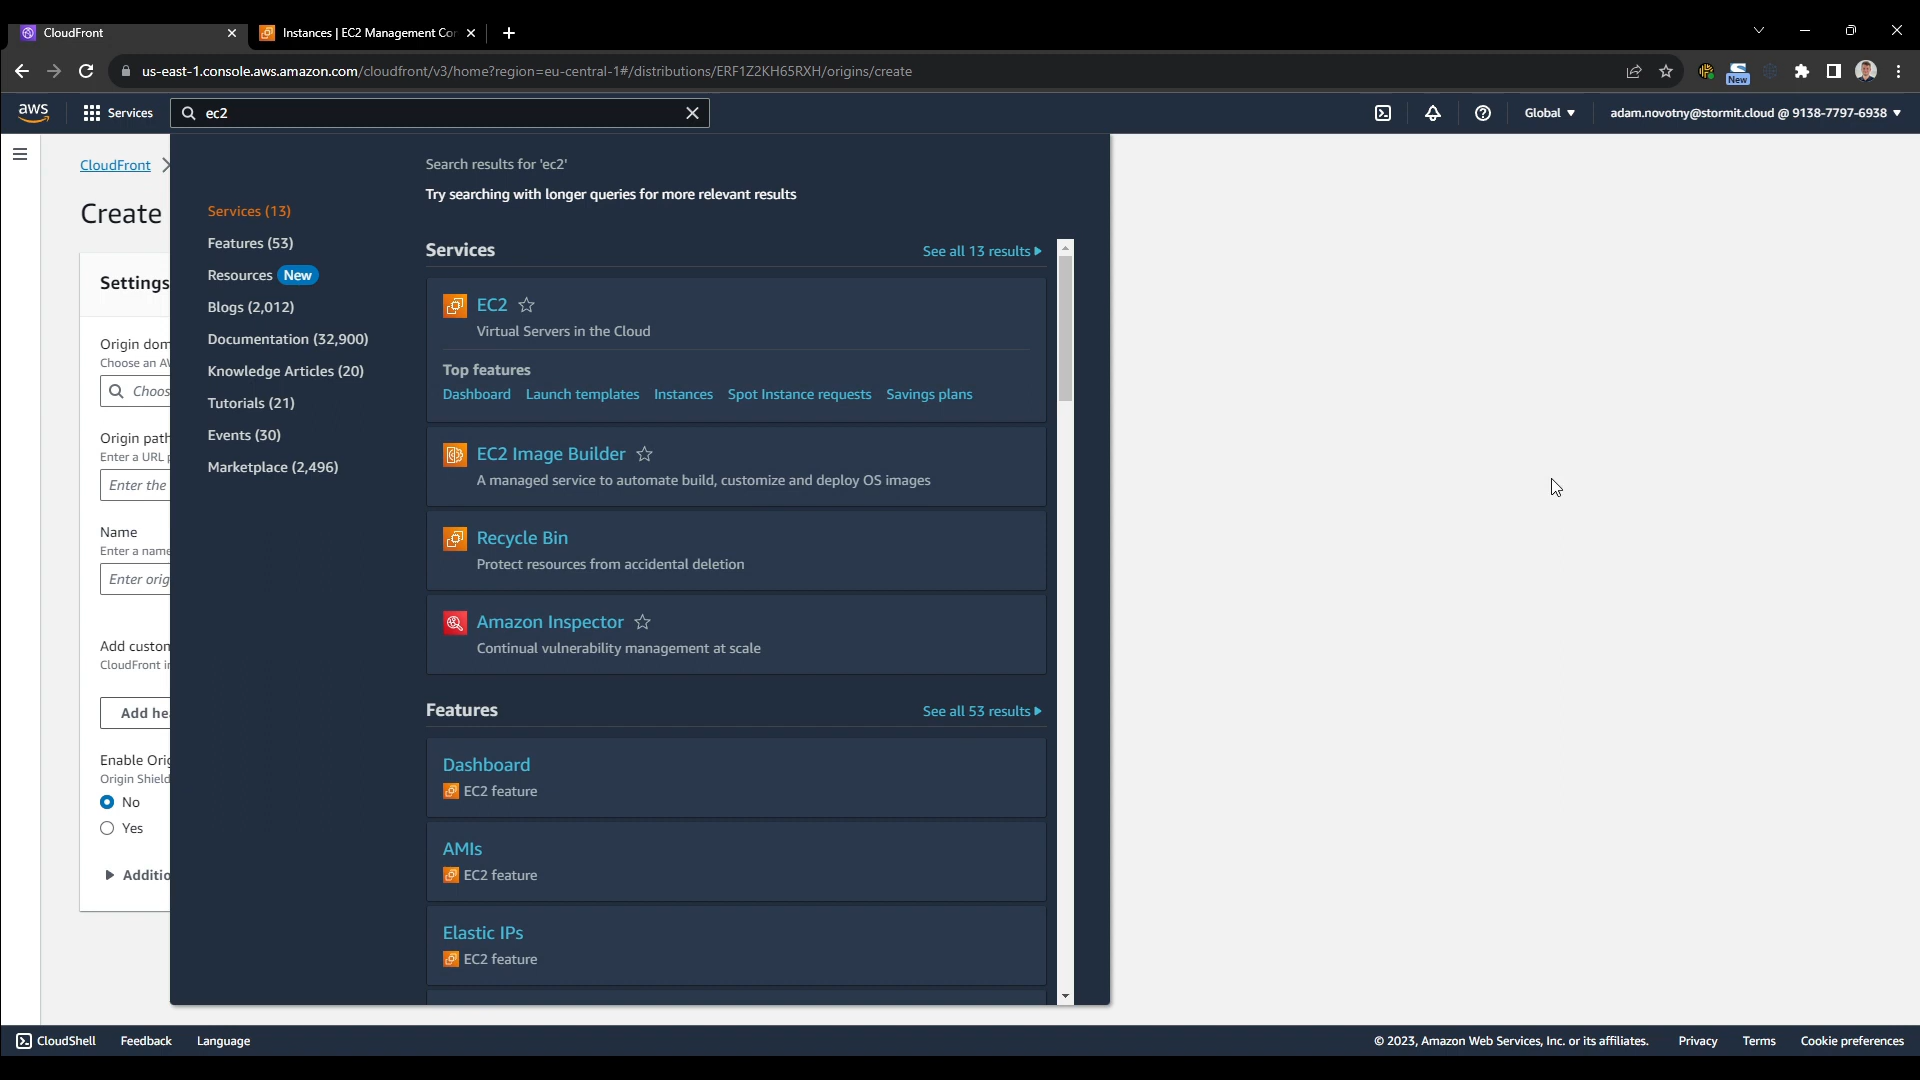 CloudFront
Instances | EC2 Management Co
us-east-1.console.aws.amazon.com/cloudfront/v3/home?region=eu-central-1#/distributions/ERF1Z2KH65RXH/origins/create
New
aws
Services
ec2
Global
adam.novotny@stormit.cloud @ 9138-7797-6938
CloudFront
Create
Settings
Origin dom
Choose an A
Choos
Origin path
Enter a URL
Enter the
Name
Enter a name
Enter orig
Add custom
CloudFront i
Add he
Enable Orig
Origin Shield
No
Yes
Additio
Services (13)
Features (53)
Resources New
Blogs (2,012)
Documentation (32,900)
Knowledge Articles (20)
Tutorials (21)
Events (30)
Marketplace (2,496)
Search results for 'ec2'
Try searching with longer queries for more relevant results
Services
See all 13 results
EC2
Virtual Servers in the Cloud
Top features
Dashboard Launch templates Instances Spot Instance requests Savings plans
EC2 Image Builder
A managed service to automate build, customize and deploy OS images
Recycle Bin
Protect resources from accidental deletion
Amazon Inspector
Continual vulnerability management at scale
Features
See all 53 results
Dashboard
EC2 feature
AMIs
EC2 feature
Elastic IPs
EC2 feature
CloudShell
Feedback
Language
© 2023, Amazon Web Services, Inc. or its affiliates.
Privacy
Terms
Cookie preferences